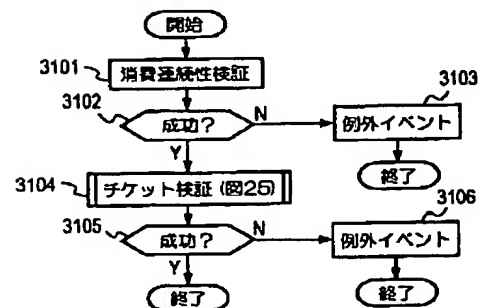 開始
3101
消費連続性検証
3102
成功?
N
3103
例外イベント
終了
Y
3104
チケット検証(図25)
3105
成功?
N
3106
例外イベント
終了
Y
終了